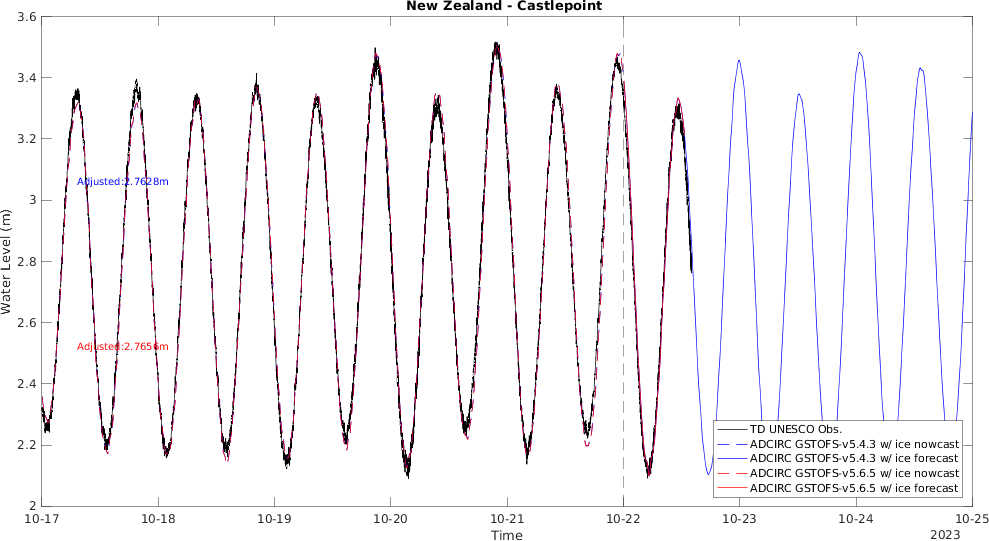 New Zealand - Castlepoint
3.6
3.4
3.2
3
2.8
2.6
2.4
2.2
2
Water Level (m)
Adjusted:2.7628m
Adjusted:2.7656m
TD UNESCO Obs.
ADCIRC GSTOFS-v5.4.3 w/ ice nowcast
ADCIRC GSTOFS-v5.4.3 w/ ice forecast
ADCIRC GSTOFS-v5.6.5 w/ ice nowcast
ADCIRC GSTOFS-v5.6.5 w/ ice forecast
10-17 10-18 10-19 10-20 10-21 10-22 10-23 10-24 10-25
Time
2023